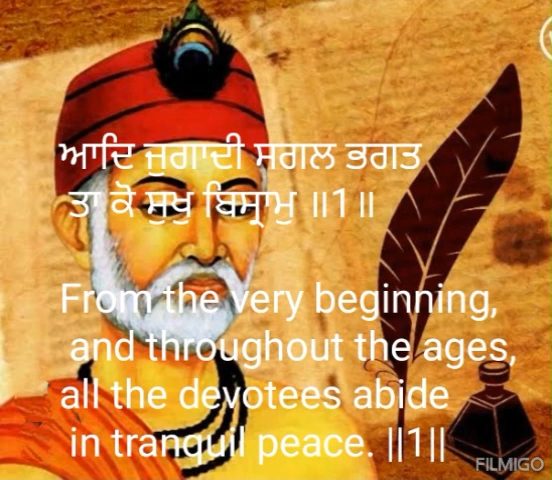 ਆਦਿ ਜੁਗਾਦੀ ਸਗਲ ਭਗਤ
ਤਾ ਕੋ ਸੁਖੁ ਬਿਸ੍ਰਾਮੁ ॥1॥
From the very beginning,
and throughout the ages,
all the devotees abide
in tranquil peace. ||1||
FILMIGO